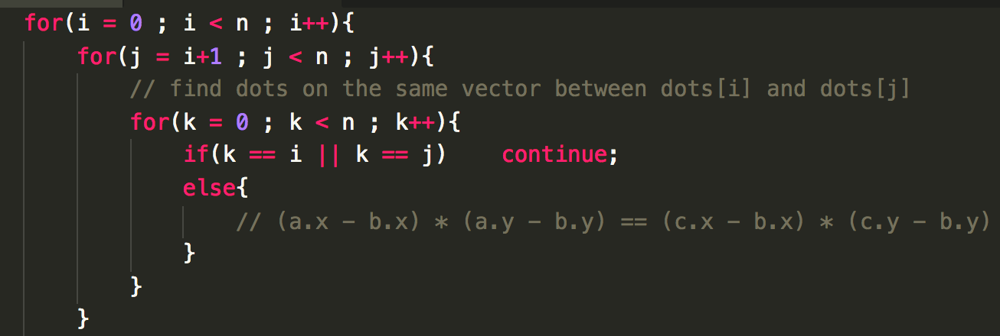 for(i = 0 ; i < n ; i++){
    for(j = i+1 ; j < n ; j++){
        // find dots on the same vector between dots[i] and dots[j]
        for(k = 0 ; k < n ; k++){
            if(k == i || k == j)    continue;
            else{
                // (a.x - b.x) * (a.y - b.y) == (c.x - b.x) * (c.y - b.y)
            }
        }
    }